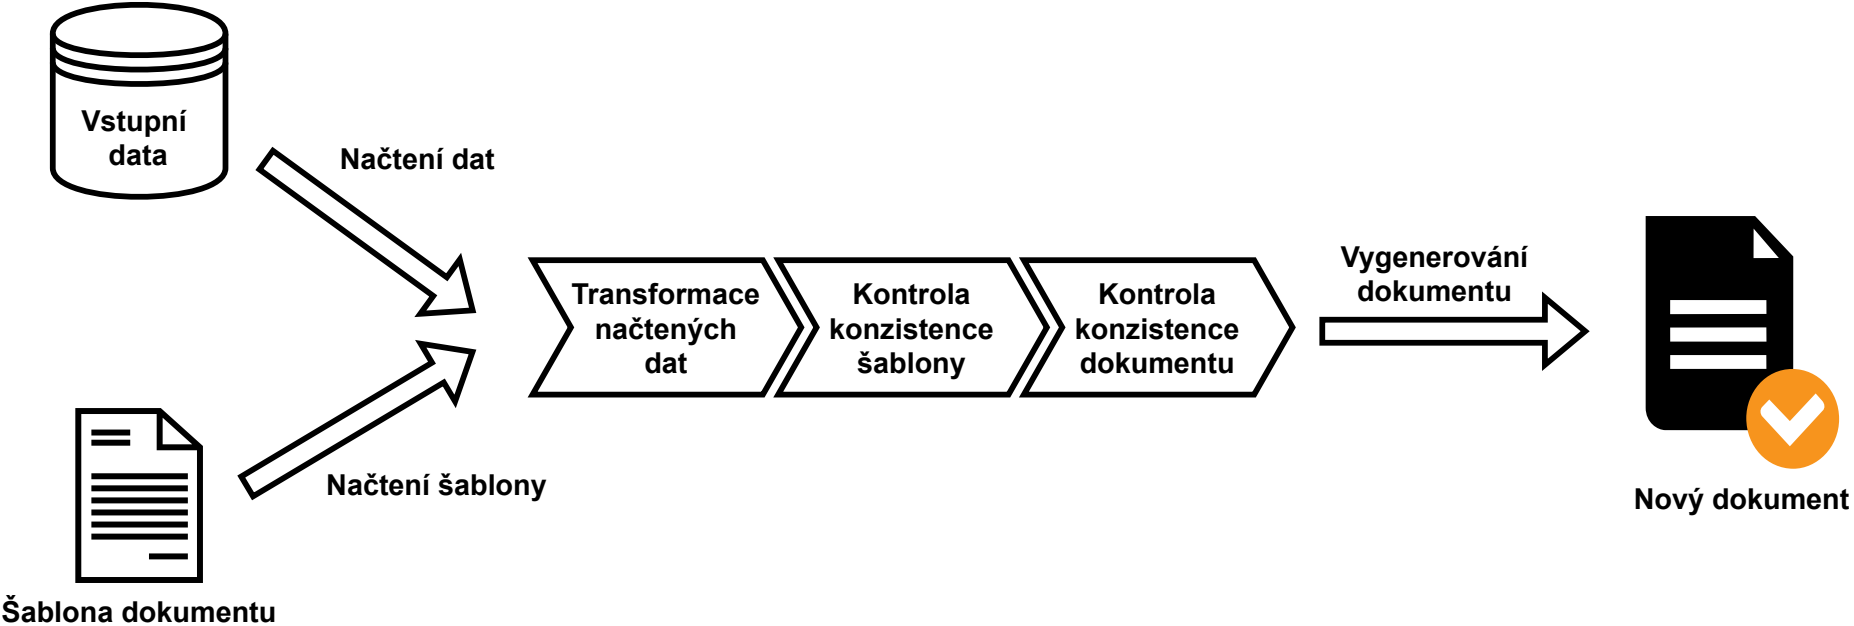 Vstupní
data
Načtení dat
Transformace
načtených
dat
Kontrola
konzistence
šablony
Kontrola
konzistence
dokumentu
Vygenerování
dokumentu
Načtení šablony
Šablona dokumentu
Nový dokument